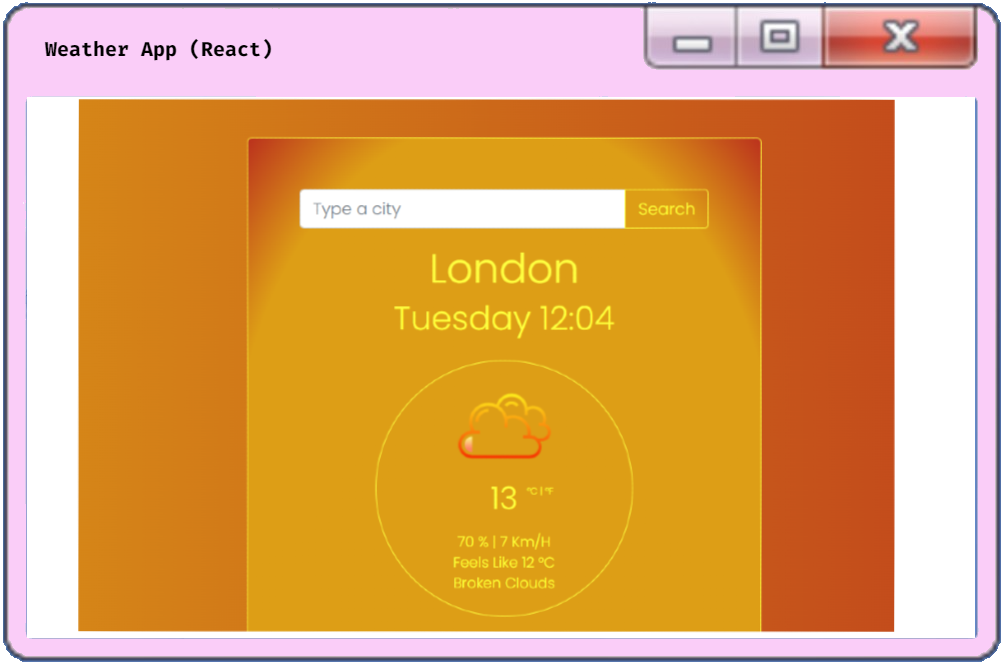 Weather App (React)
Type a city
Search
London
Tuesday 12:04
13 °C | °F
70 % | 7 Km/H
Feels Like 12 °C
Broken Clouds